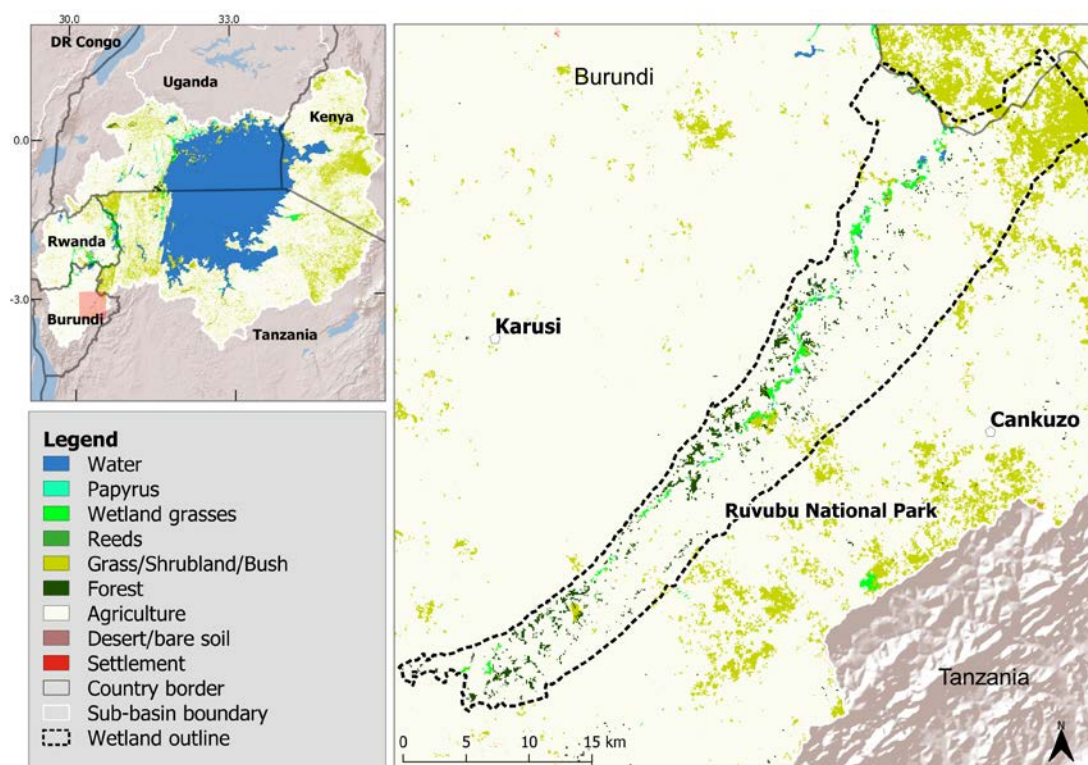 30.0
33.0
DR Congo
Uganda
Kenya
0.0
Rwanda
-3.0
Burundi
Tanzania
Legend
Water
Papyrus
Wetland grasses
Reeds
Grass/Shrubland/Bush
Forest
Agriculture
Desert/bare soil
Settlement
Country border
Sub-basin boundary
Wetland outline
Burundi
Karusi
Cankuzo
Ruvubu National Park
Tanzania
0 5 10 15 km
N